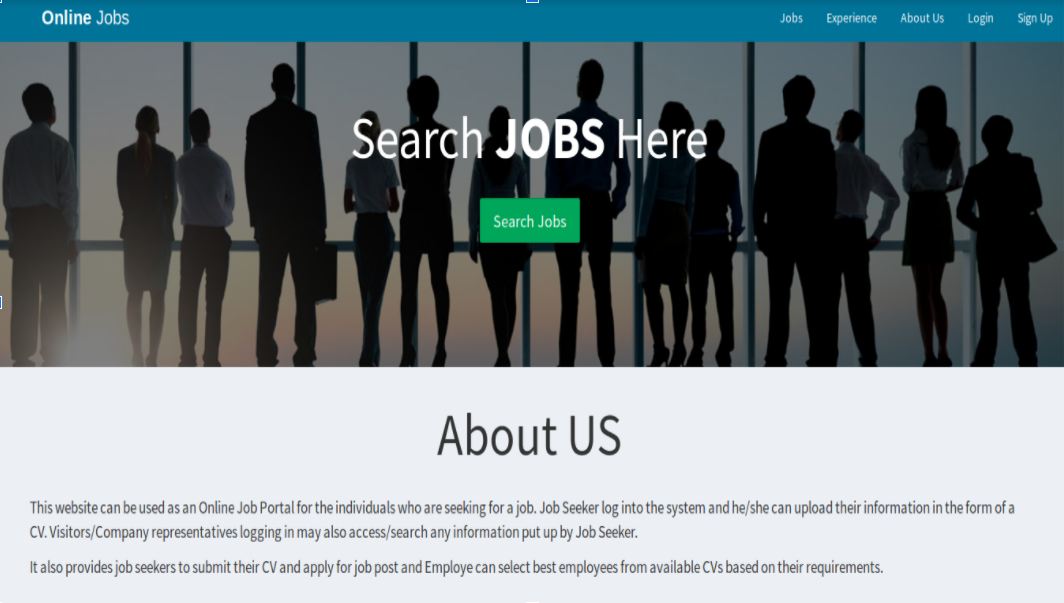 Online Jobs
Jobs Experience About Us Login Sign Up
Search JOBS Here
Search Jobs
About US
This website can be used as an Online Job Portal for the individuals who are seeking for a job. Job Seeker log into the system and he/she can upload their information in the form of a
CV. Visitors/Company representatives logging in may also access/search any information put up by Job Seeker.
It also provides job seekers to submit their CV and apply for job post and Employe can select best employees from available CVs based on their requirements.